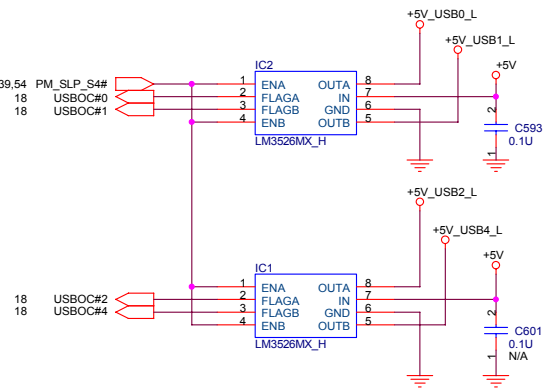 +5V_USB0_L
+5V_USB1_L
IC2
+5V
39,54 PM_SLP_S4# 1 ENA OUTA 8
18 USBOC#0 2 FLAGA IN 7
18 USBOC#1 3 FLAGB GND 6
4 ENB OUTB 5
LM3526MX_H
2
C593
0.1U
1
+5V_USB2_L
+5V_USB4_L
IC1
+5V
1 ENA OUTA 8
18 USBOC#2 2 FLAGA IN 7
18 USBOC#4 3 FLAGB GND 6
4 ENB OUTB 5
LM3526MX_H
2
C601
0.1U
1 N/A